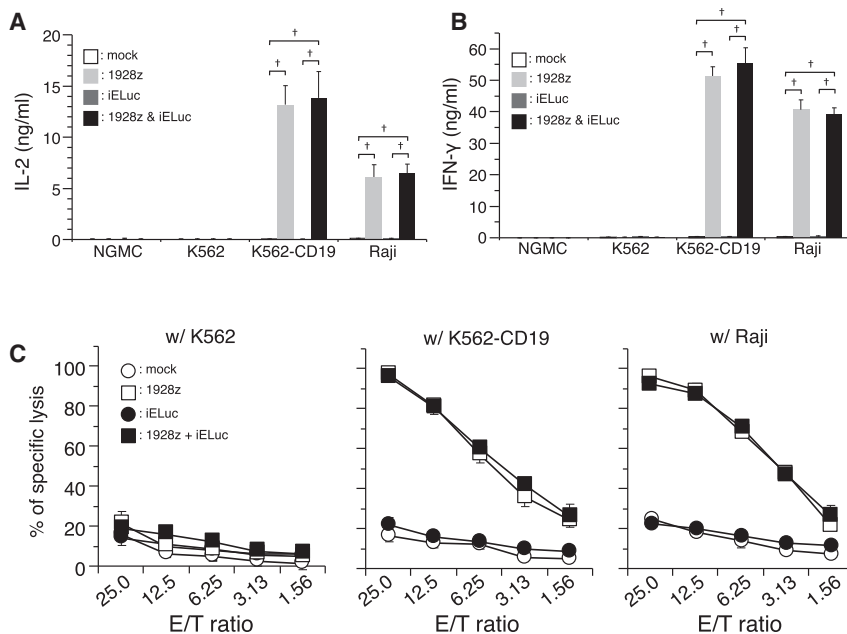 A
IL-2 (ng/ml)
20
15
10
5
0
: mock
: 1928z
: iELuc
: 1928z & iELuc
†
†
†
†
†
†
NGMC
K562
K562-CD19
Raji
B
IFN-γ (ng/ml)
60
50
40
30
20
10
0
: mock
: 1928z
: iELuc
: 1928z & iELuc
†
†
†
†
†
†
NGMC
K562
K562-CD19
Raji
C
w/ K562
% of specific lysis
100
80
60
40
20
0
: mock
: 1928z
: iELuc
: 1928z + iELuc
25.0
12.5
6.25
3.13
1.56
E/T ratio
w/ K562-CD19
25.0
12.5
6.25
3.13
1.56
E/T ratio
w/ Raji
25.0
12.5
6.25
3.13
1.56
E/T ratio